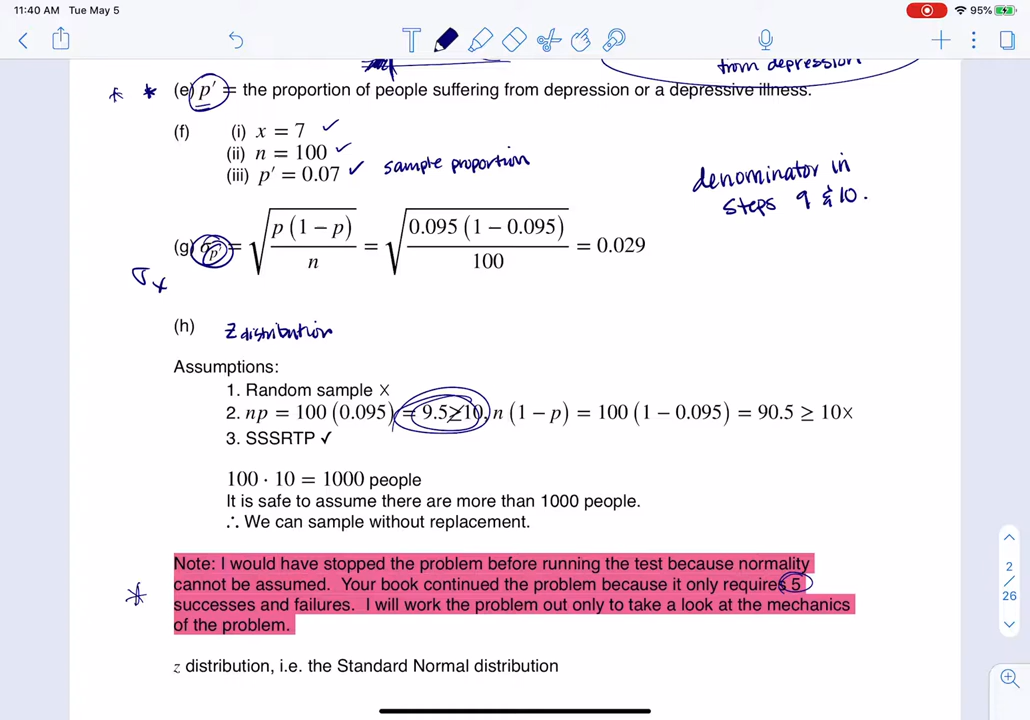 11:40 AM Tue May 5
95%
from depression
* * (e) p′ = the proportion of people suffering from depression or a depressive illness.
(f) (i) x = 7 ✓
(ii) n = 100 ✓
(iii) p′ = 0.07 ✓ sample proportion
denominator in
steps 9 & 10.
(g) σp′ = √(p (1 − p) / n) = √(0.095 (1 − 0.095) / 100) = 0.029
σx
(h) Z distribution
Assumptions:
1. Random sample X
2. np = 100 (0.095) = 9.5≥10, n (1 − p) = 100 (1 − 0.095) = 90.5 ≥ 10×
3. SSSRTP ✓
100 · 10 = 1000 people
It is safe to assume there are more than 1000 people.
∴ We can sample without replacement.
Note: I would have stopped the problem before running the test because normality
cannot be assumed. Your book continued the problem because it only requires 5
* successes and failures. I will work the problem out only to take a look at the mechanics
of the problem.
z distribution, i.e. the Standard Normal distribution
2
/
26